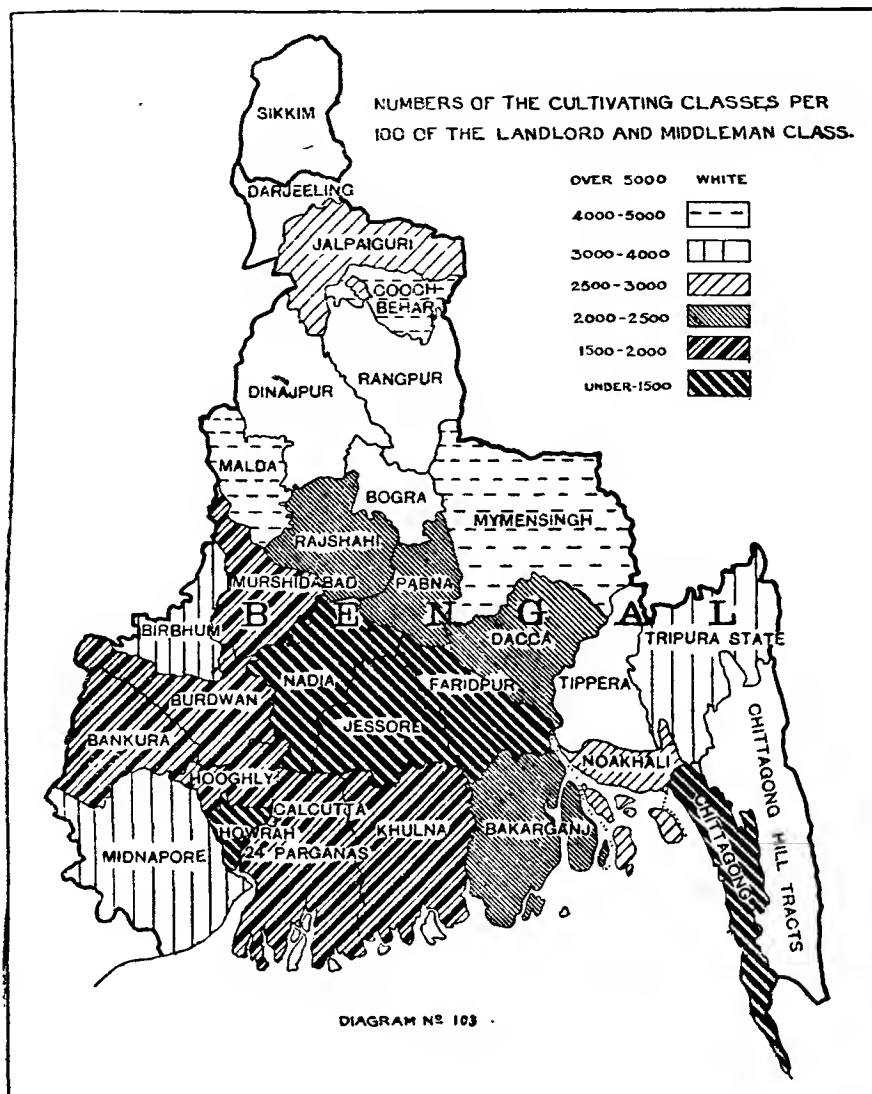 NUMBERS OF THE CULTIVATING CLASSES PER
100 OF THE LANDLORD AND MIDDLEMAN CLASS.
OVER 5000 WHITE
4000-5000
3000-4000
2500-3000
2000-2500
1500-2000
UNDER-1500
SIKKIM
DARJEELING
JALPAIGURI
COOCH
BEHAR
DINAJPUR
RANGPUR
MALDA
BOGRA
MYMENSINGH
RAJSHAHI
MURSHIDABAD
PABNA
BENGAL
BIRBHUM
DACCA
TRIPURA STATE
NADIA
FARIDPUR
TIPPERA
BURDWAN
JESSORE
BANKURA
NOAKHALI
CHITTAGONG HILL TRACTS
HOOGHLY
CALCUTTA
CHITTAGONG
HOWRAH
KHULNA
BAKARGANJ
24 PARGANAS
MIDNAPORE
DIAGRAM Nº 103